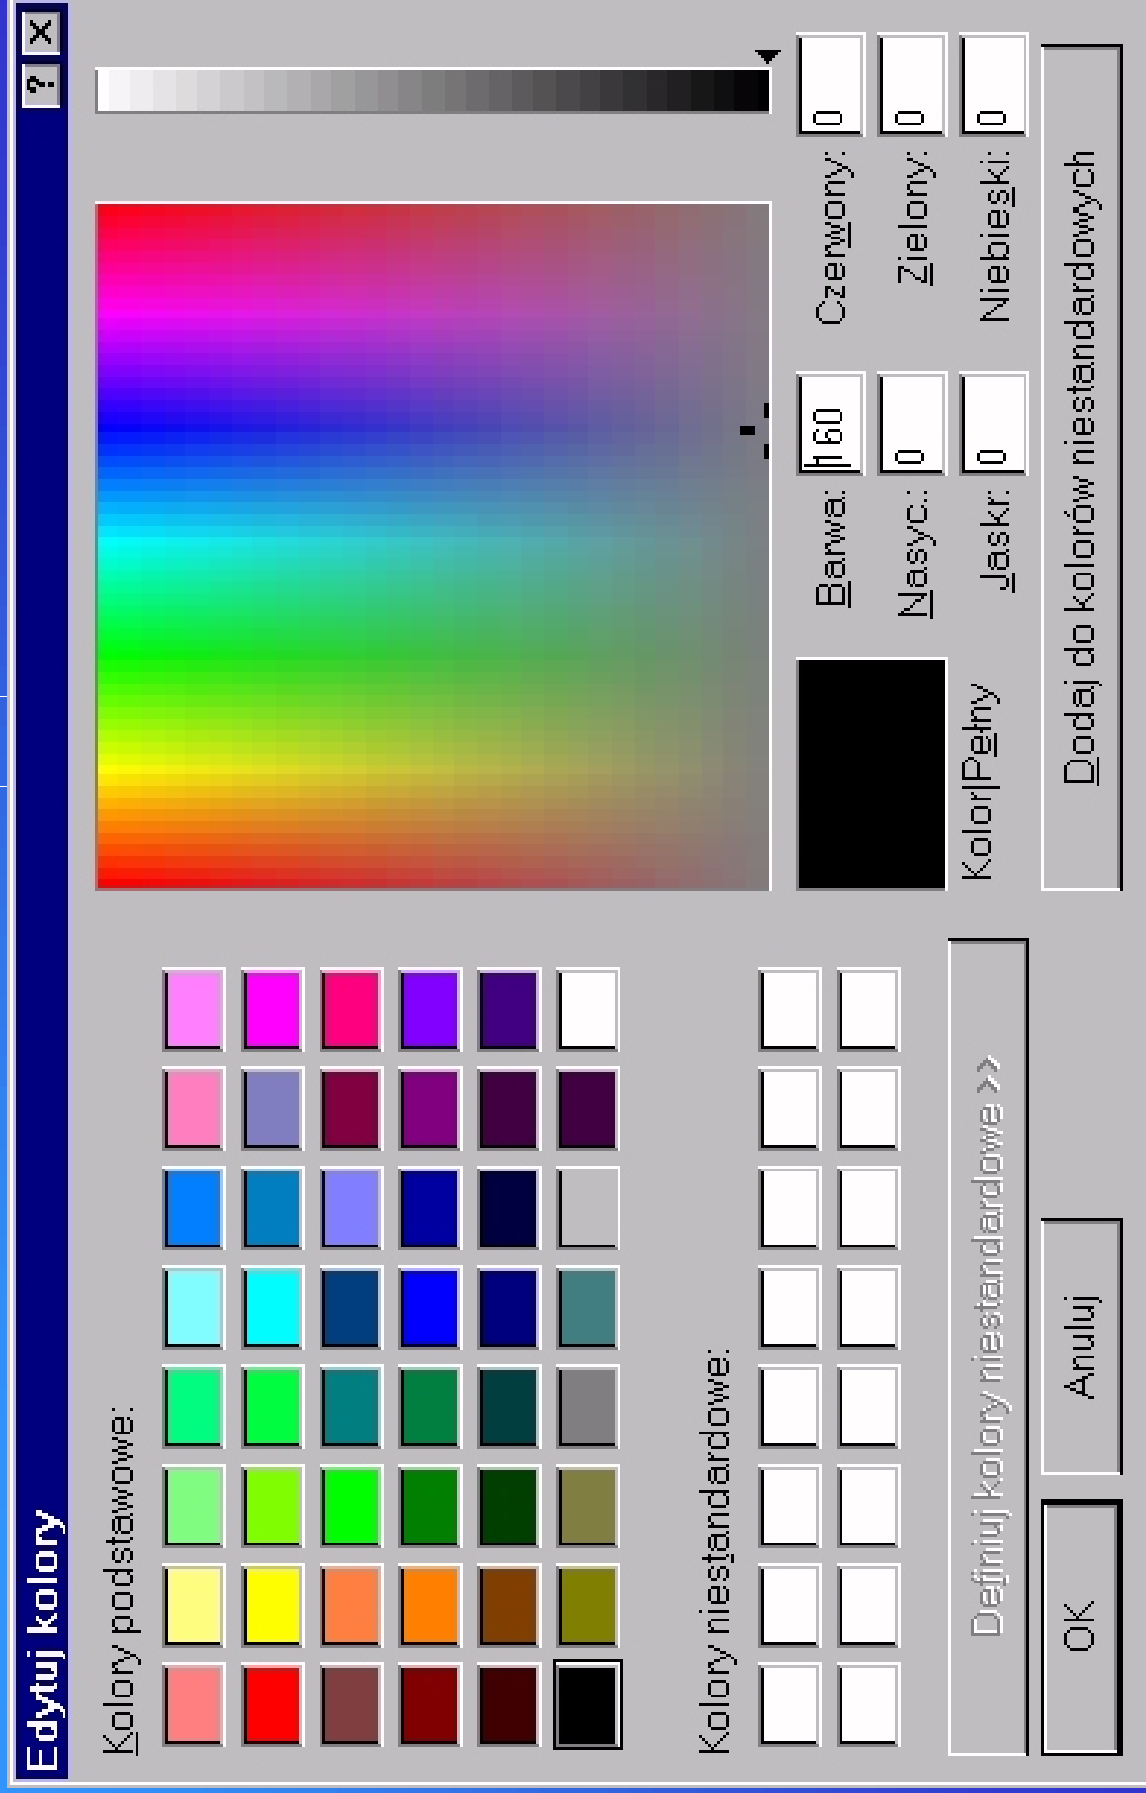 Edytuj kolory
? X
Kolory podstawowe:
Kolory niestandardowe:
Definiuj kolory niestandardowe >>
OK
Anuluj
Kolor|Pełny
Barwa: 160
Nasyc.: 0
Jaskr: 0
Czerwony: 0
Zielony: 0
Niebieski: 0
Dodaj do kolorów niestandardowych